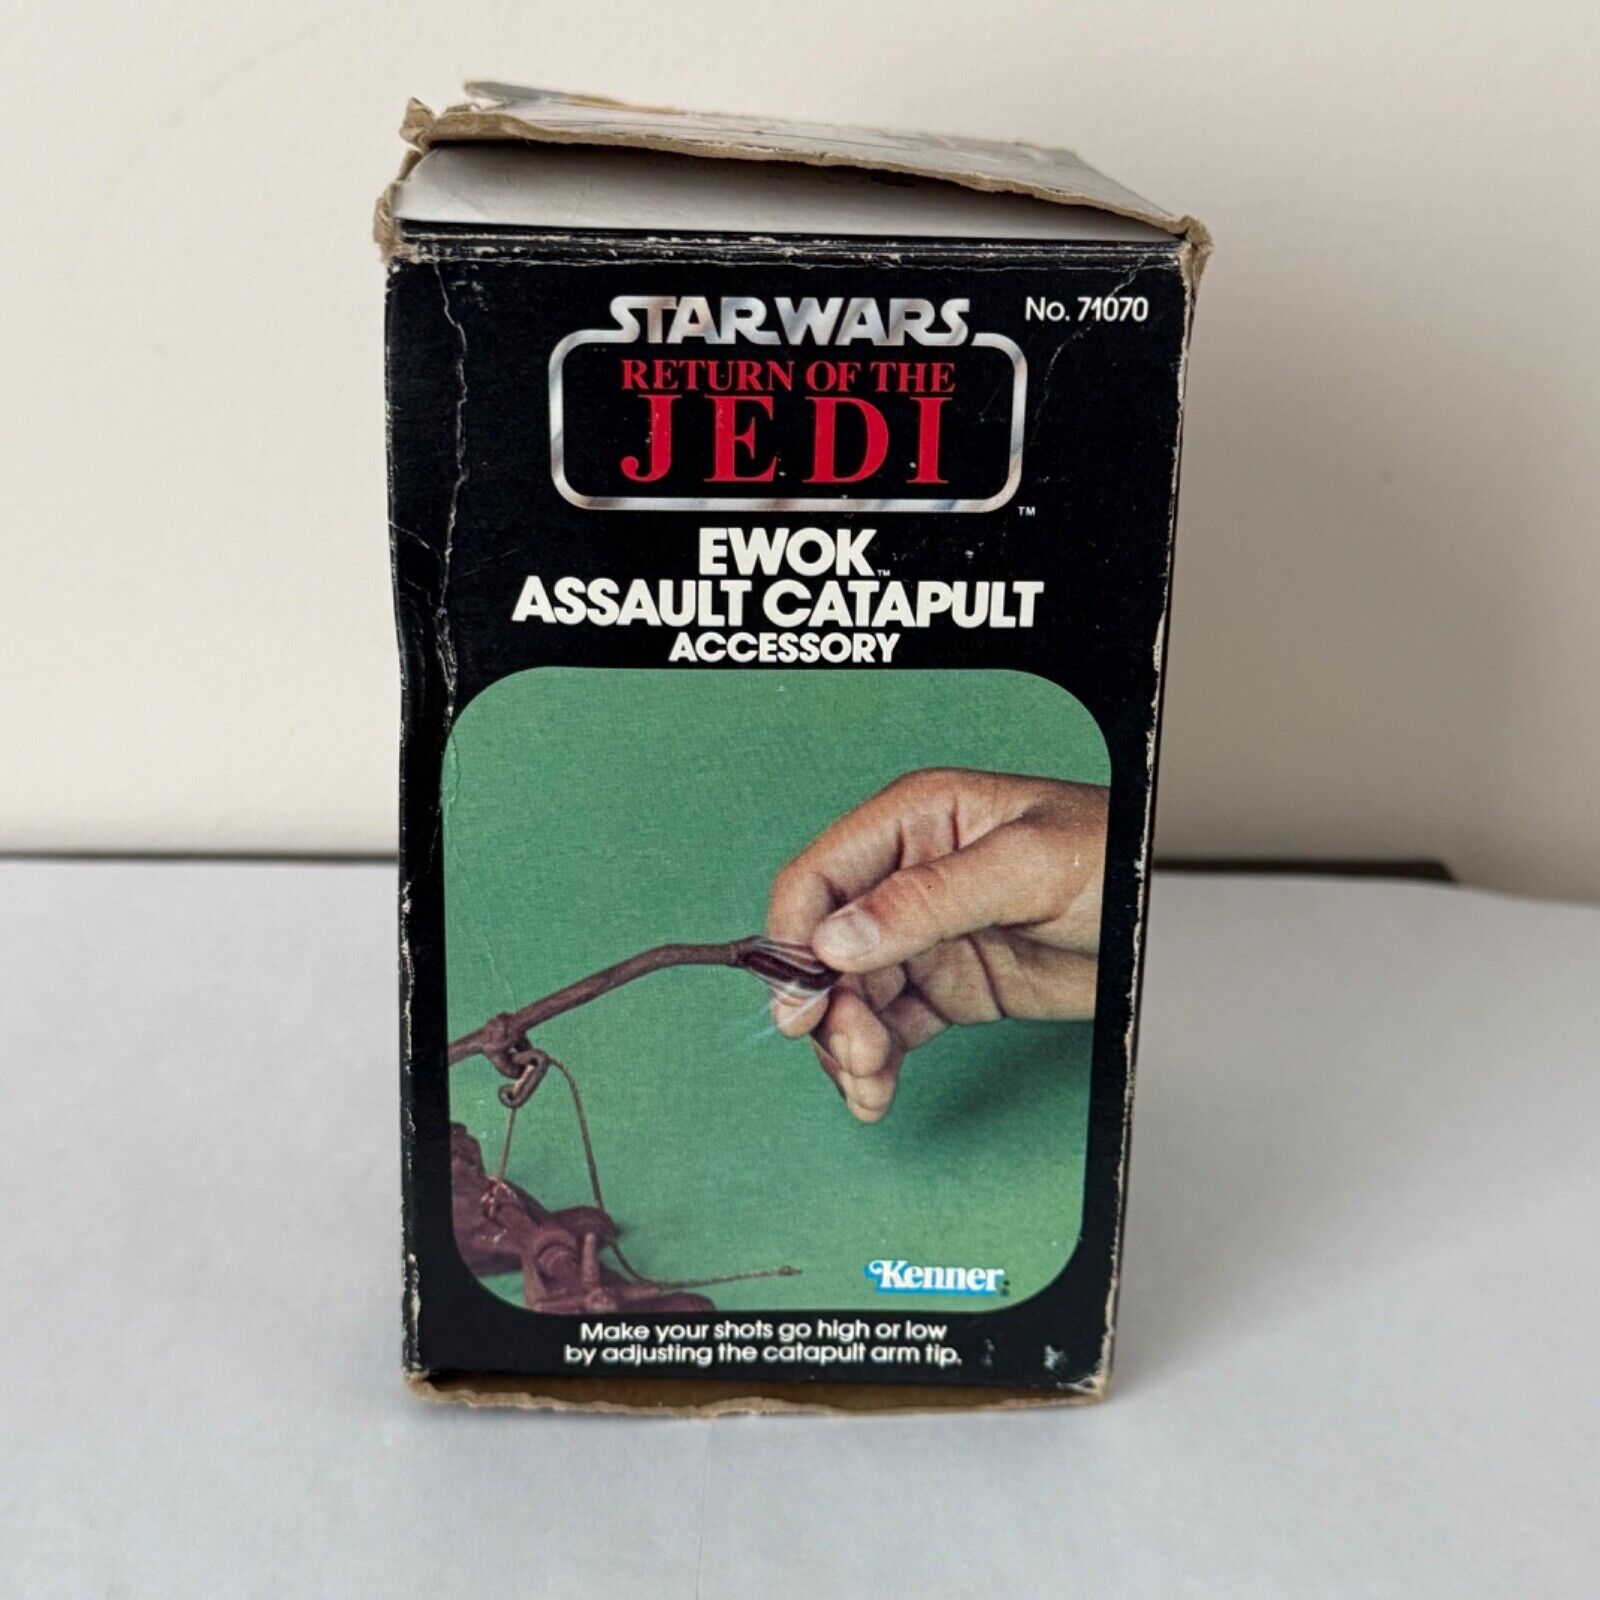 STAR WARS
No. 71070
RETURN OF THE
JEDI
TM
EWOK™
ASSAULT CATAPULT
ACCESSORY
Kenner®
Make your shots go high or low
by adjusting the catapult arm tip.